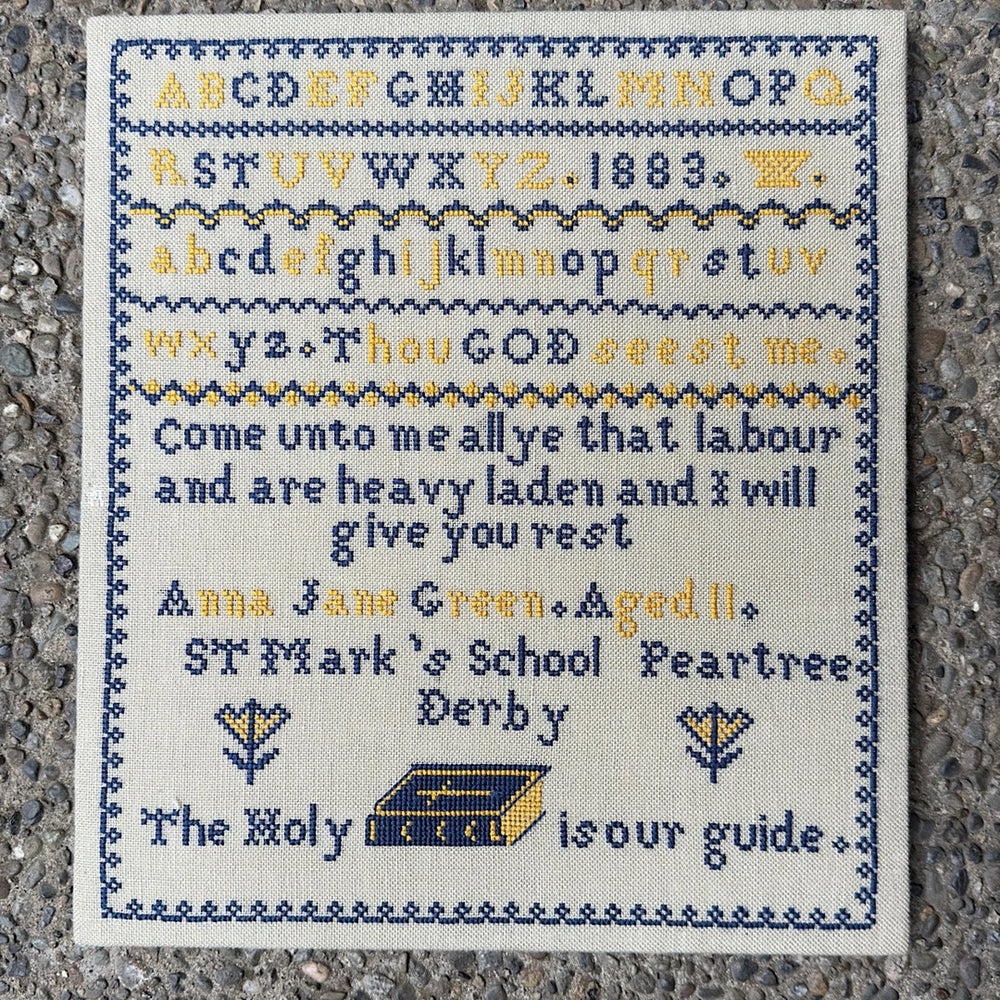 ABCDEFGHIJKLMNOPQ
RSTUVWXYZ.1883.
abcdefghijklmnopqrstuv
wxyz.Thou GOD seest me.
Come unto me all ye that labour
and are heavy laden and I will
give you rest
Anna Jane Green.Aged 11.
ST Mark's School Peartree
Derby
The Holy is our guide.